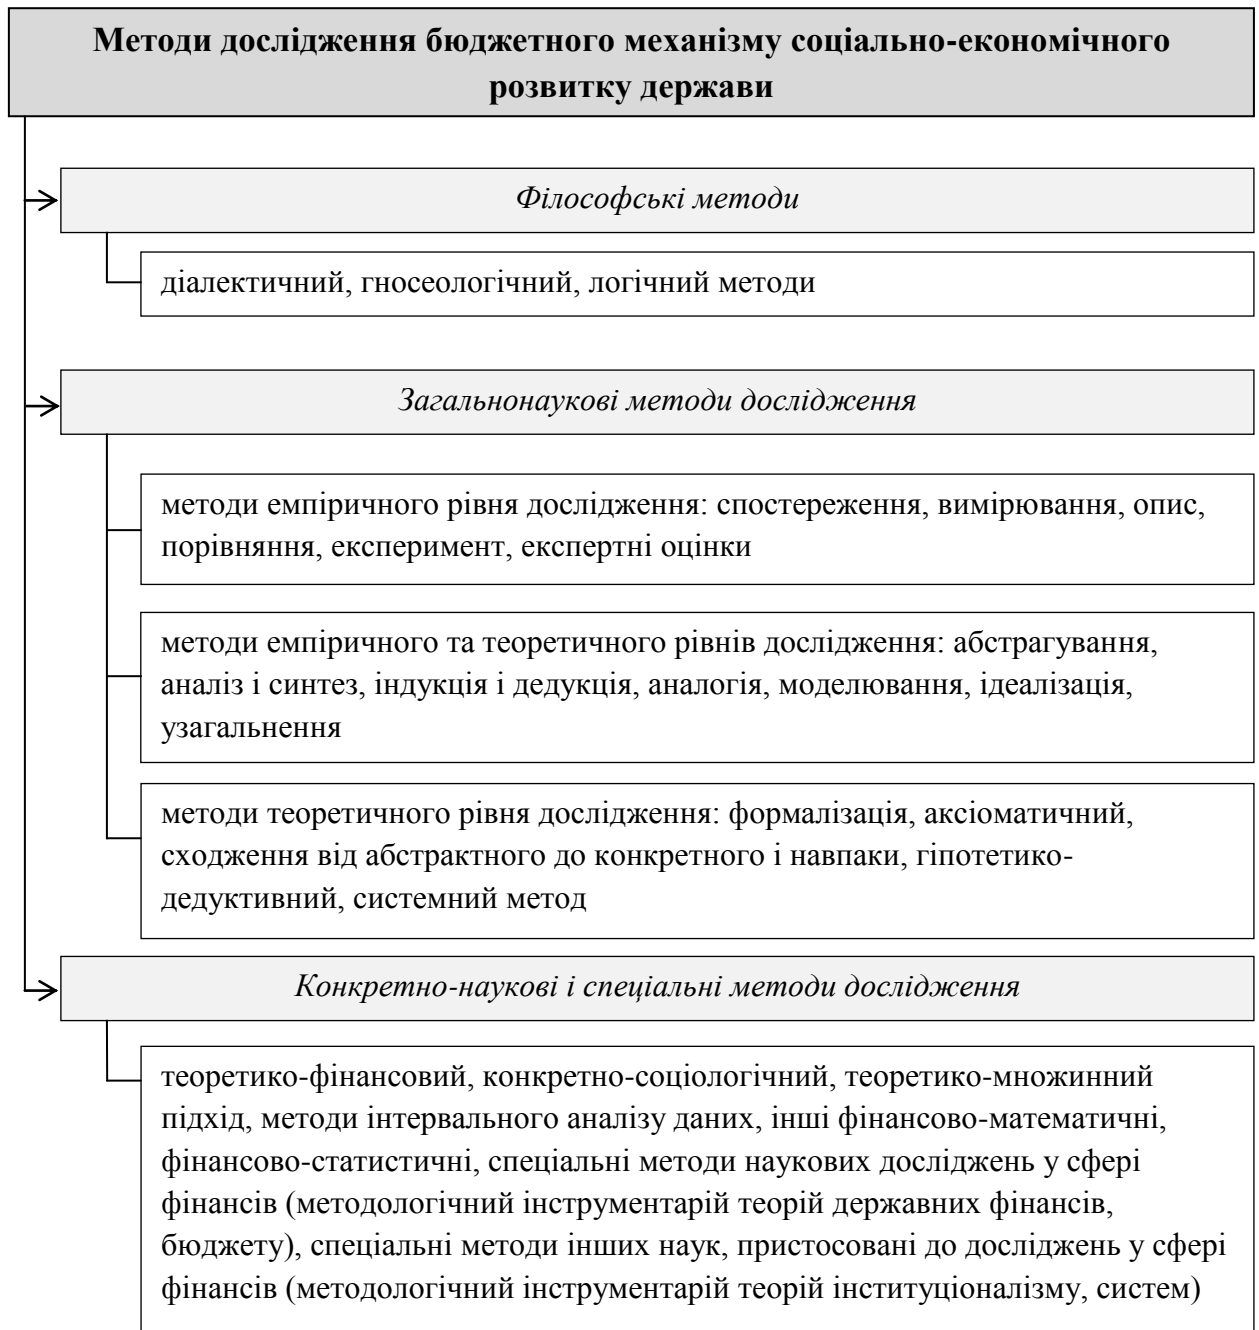 Методи дослідження бюджетного механізму соціально-економічного
розвитку держави
Філософські методи
діалектичний, гносеологічний, логічний методи
Загальнонаукові методи дослідження
методи емпіричного рівня дослідження: спостереження, вимірювання, опис,
порівняння, експеримент, експертні оцінки
методи емпіричного та теоретичного рівнів дослідження: абстрагування,
аналіз і синтез, індукція і дедукція, аналогія, моделювання, ідеалізація,
узагальнення
методи теоретичного рівня дослідження: формалізація, аксіоматичний,
сходження від абстрактного до конкретного і навпаки, гіпотетико-
дедуктивний, системний метод
Конкретно-наукові і спеціальні методи дослідження
теоретико-фінансовий, конкретно-соціологічний, теоретико-множинний
підхід, методи інтервального аналізу даних, інші фінансово-математичні,
фінансово-статистичні, спеціальні методи наукових досліджень у сфері
фінансів (методологічний інструментарій теорій державних фінансів,
бюджету), спеціальні методи інших наук, пристосовані до досліджень у сфері
фінансів (методологічний інструментарій теорій інституціоналізму, систем)